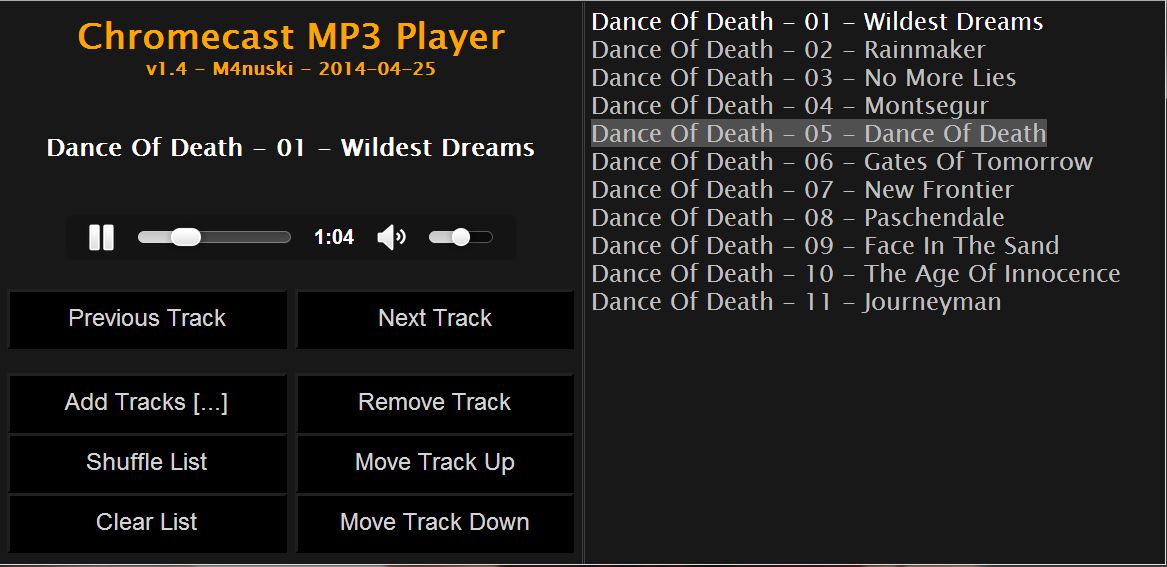 Chromecast MP3 Player
v1.4 - M4nuski - 2014-04-25
Dance Of Death - 01 - Wildest Dreams
1:04
Previous Track
Next Track
Add Tracks [...]
Remove Track
Shuffle List
Move Track Up
Clear List
Move Track Down
Dance Of Death - 01 - Wildest Dreams
Dance Of Death - 02 - Rainmaker
Dance Of Death - 03 - No More Lies
Dance Of Death - 04 - Montsegur
Dance Of Death - 05 - Dance Of Death
Dance Of Death - 06 - Gates Of Tomorrow
Dance Of Death - 07 - New Frontier
Dance Of Death - 08 - Paschendale
Dance Of Death - 09 - Face In The Sand
Dance Of Death - 10 - The Age Of Innocence
Dance Of Death - 11 - Journeyman